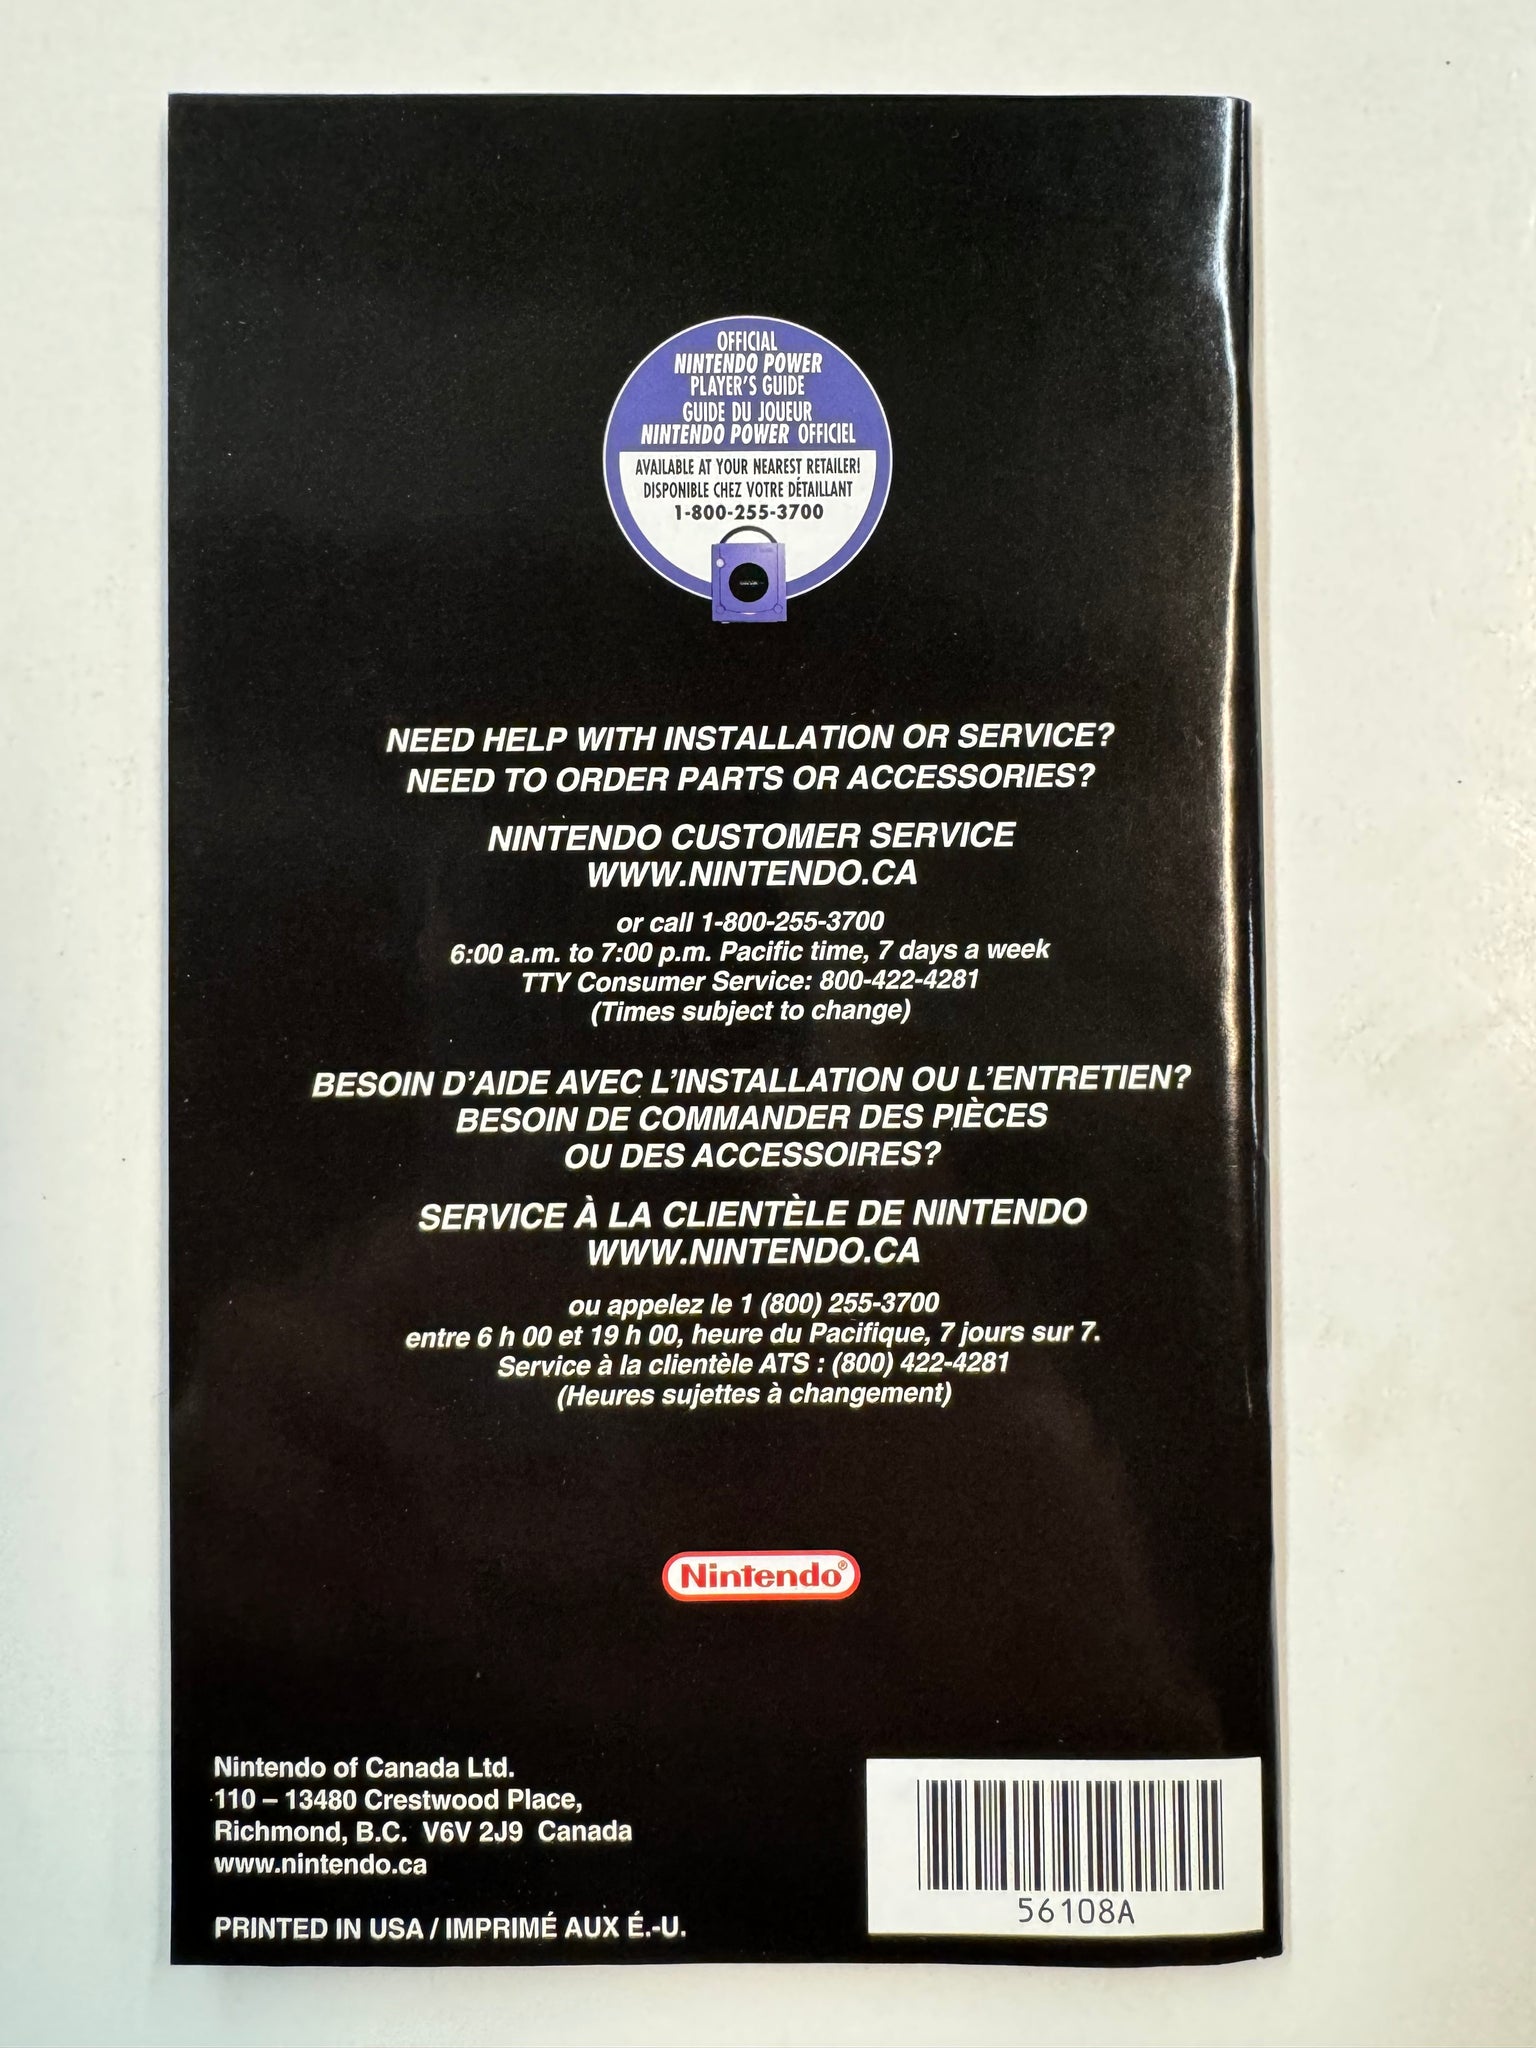 OFFICIAL
NINTENDO POWER
PLAYER'S GUIDE
GUIDE DU JOUEUR
NINTENDO POWER OFFICIEL
AVAILABLE AT YOUR NEAREST RETAILER!
DISPONIBLE CHEZ VOTRE DÉTAILLANT
1-800-255-3700
NEED HELP WITH INSTALLATION OR SERVICE?
NEED TO ORDER PARTS OR ACCESSORIES?
NINTENDO CUSTOMER SERVICE
WWW.NINTENDO.CA
or call 1-800-255-3700
6:00 a.m. to 7:00 p.m. Pacific time, 7 days a week
TTY Consumer Service: 800-422-4281
(Times subject to change)
BESOIN D'AIDE AVEC L'INSTALLATION OU L'ENTRETIEN?
BESOIN DE COMMANDER DES PIÈCES
OU DES ACCESSOIRES?
SERVICE À LA CLIENTÈLE DE NINTENDO
WWW.NINTENDO.CA
ou appelez le 1 (800) 255-3700
entre 6 h 00 et 19 h 00, heure du Pacifique, 7 jours sur 7.
Service à la clientèle ATS : (800) 422-4281
(Heures sujettes à changement)
Nintendo®
Nintendo of Canada Ltd.
110 – 13480 Crestwood Place,
Richmond, B.C. V6V 2J9 Canada
www.nintendo.ca
PRINTED IN USA / IMPRIMÉ AUX É.-U.
56108A